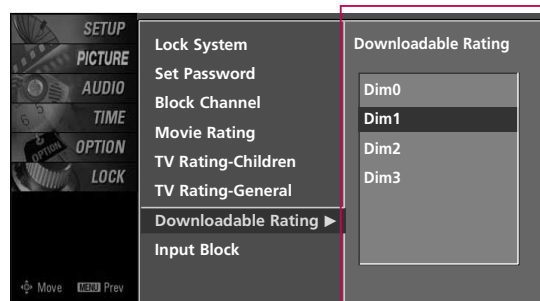 SETUP
PICTURE
AUDIO
TIME
OPTION
LOCK
Move MENU Prev
Lock System
Set Password
Block Channel
Movie Rating
TV Rating-Children
TV Rating-General
Downloadable Rating ▶
Input Block
Downloadable Rating
Dim0
Dim1
Dim2
Dim3